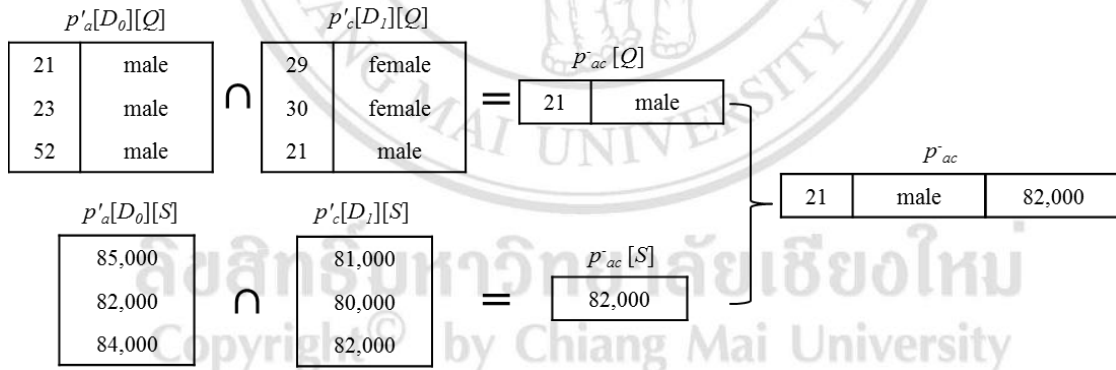 p'a[D0][Q] p'c[D1][Q]
21 male 29 female
23 male ∩ 30 female =
52 male 21 male
p-ac [Q]
21 male
p-ac
21 male 82,000
p'a[D0][S] p'c[D1][S]
85,000 81,000
82,000 ∩ 80,000 =
84,000 82,000
p-ac [S]
82,000
ANG MAI UNIVERSITY
ลิขสิทธิ์มหาวิทยาลัยเชียงใหม่
Copyright© by Chiang Mai University